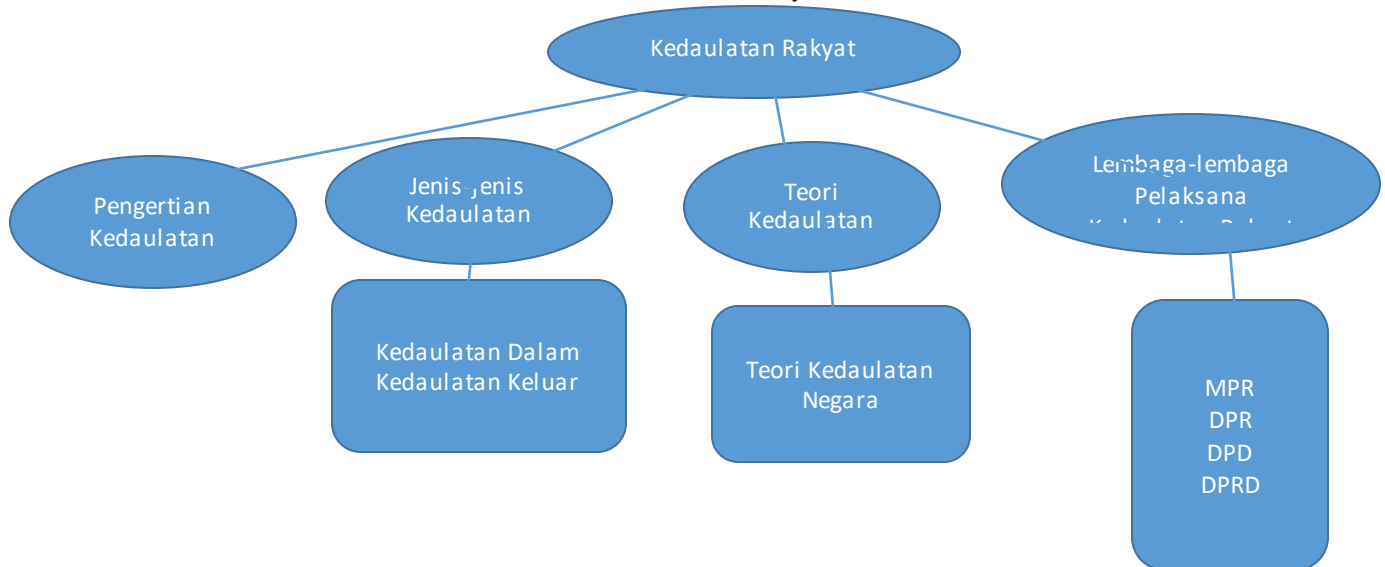 Kedaulatan Rakyat
Pengertian
Kedaulatan
Jenis-jenis
Kedaulatan
Teori
Kedaulatan
Lembaga-lembaga
Pelaksana
Kedaulatan Dalam
Kedaulatan Keluar
Teori Kedaulatan
Negara
MPR
DPR
DPD
DPRD